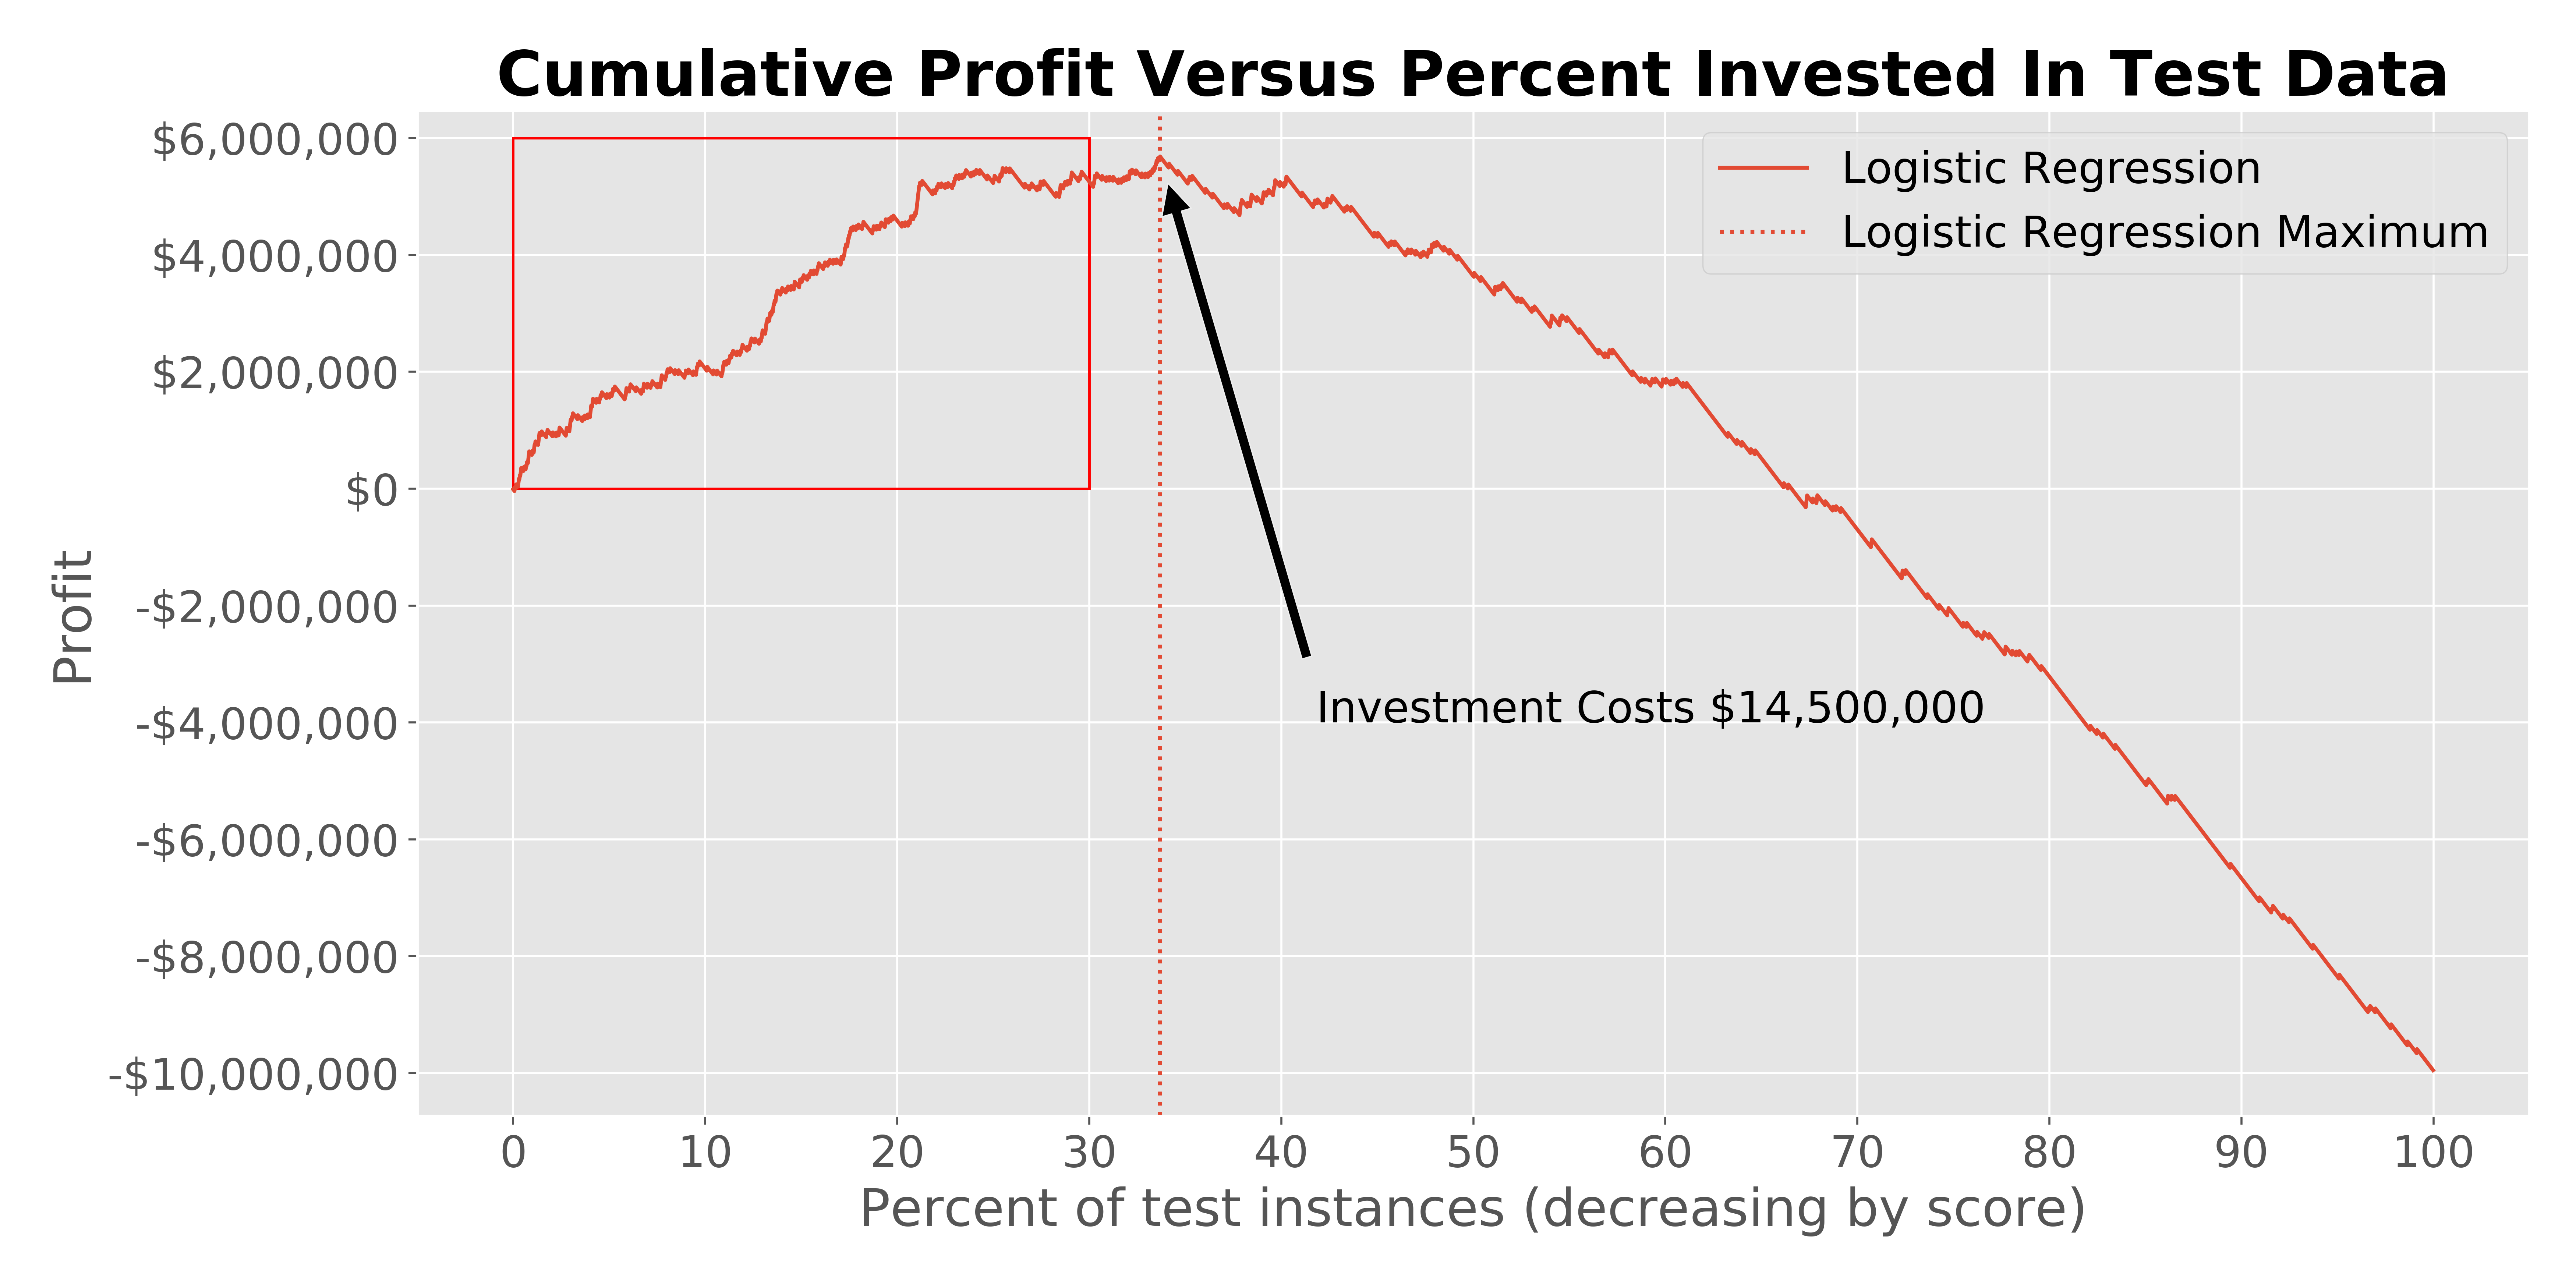 Cumulative Profit Versus Percent Invested In Test Data
$6,000,000
$4,000,000
$2,000,000
$0
-$2,000,000
-$4,000,000
-$6,000,000
-$8,000,000
-$10,000,000
Profit
Logistic Regression
Logistic Regression Maximum
Investment Costs $14,500,000
0 10 20 30 40 50 60 70 80 90 100
Percent of test instances (decreasing by score)